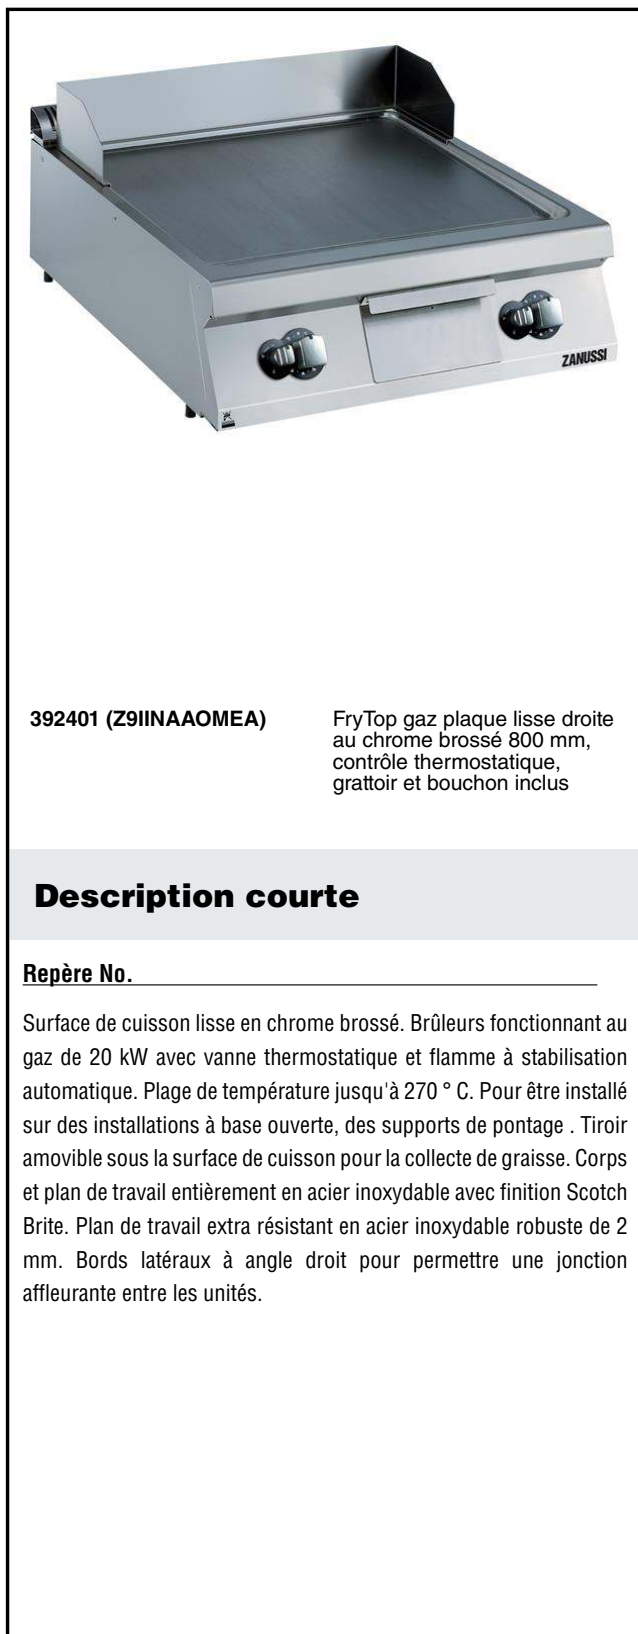 ZANUSSI
392401 (Z9IINAAOMEA)
FryTop gaz plaque lisse droite
au chrome brossé 800 mm,
contrôle thermostatique,
grattoir et bouchon inclus
Description courte
Repère No.
Surface de cuisson lisse en chrome brossé. Brûleurs fonctionnant au
gaz de 20 kW avec vanne thermostatique et flamme à stabilisation
automatique. Plage de température jusqu'à 270 ° C. Pour être installé
sur des installations à base ouverte, des supports de pontage . Tiroir
amovible sous la surface de cuisson pour la collecte de graisse. Corps
et plan de travail entièrement en acier inoxydable avec finition Scotch
Brite. Plan de travail extra résistant en acier inoxydable robuste de 2
mm. Bords latéraux à angle droit pour permettre une jonction
affleurante entre les unités.